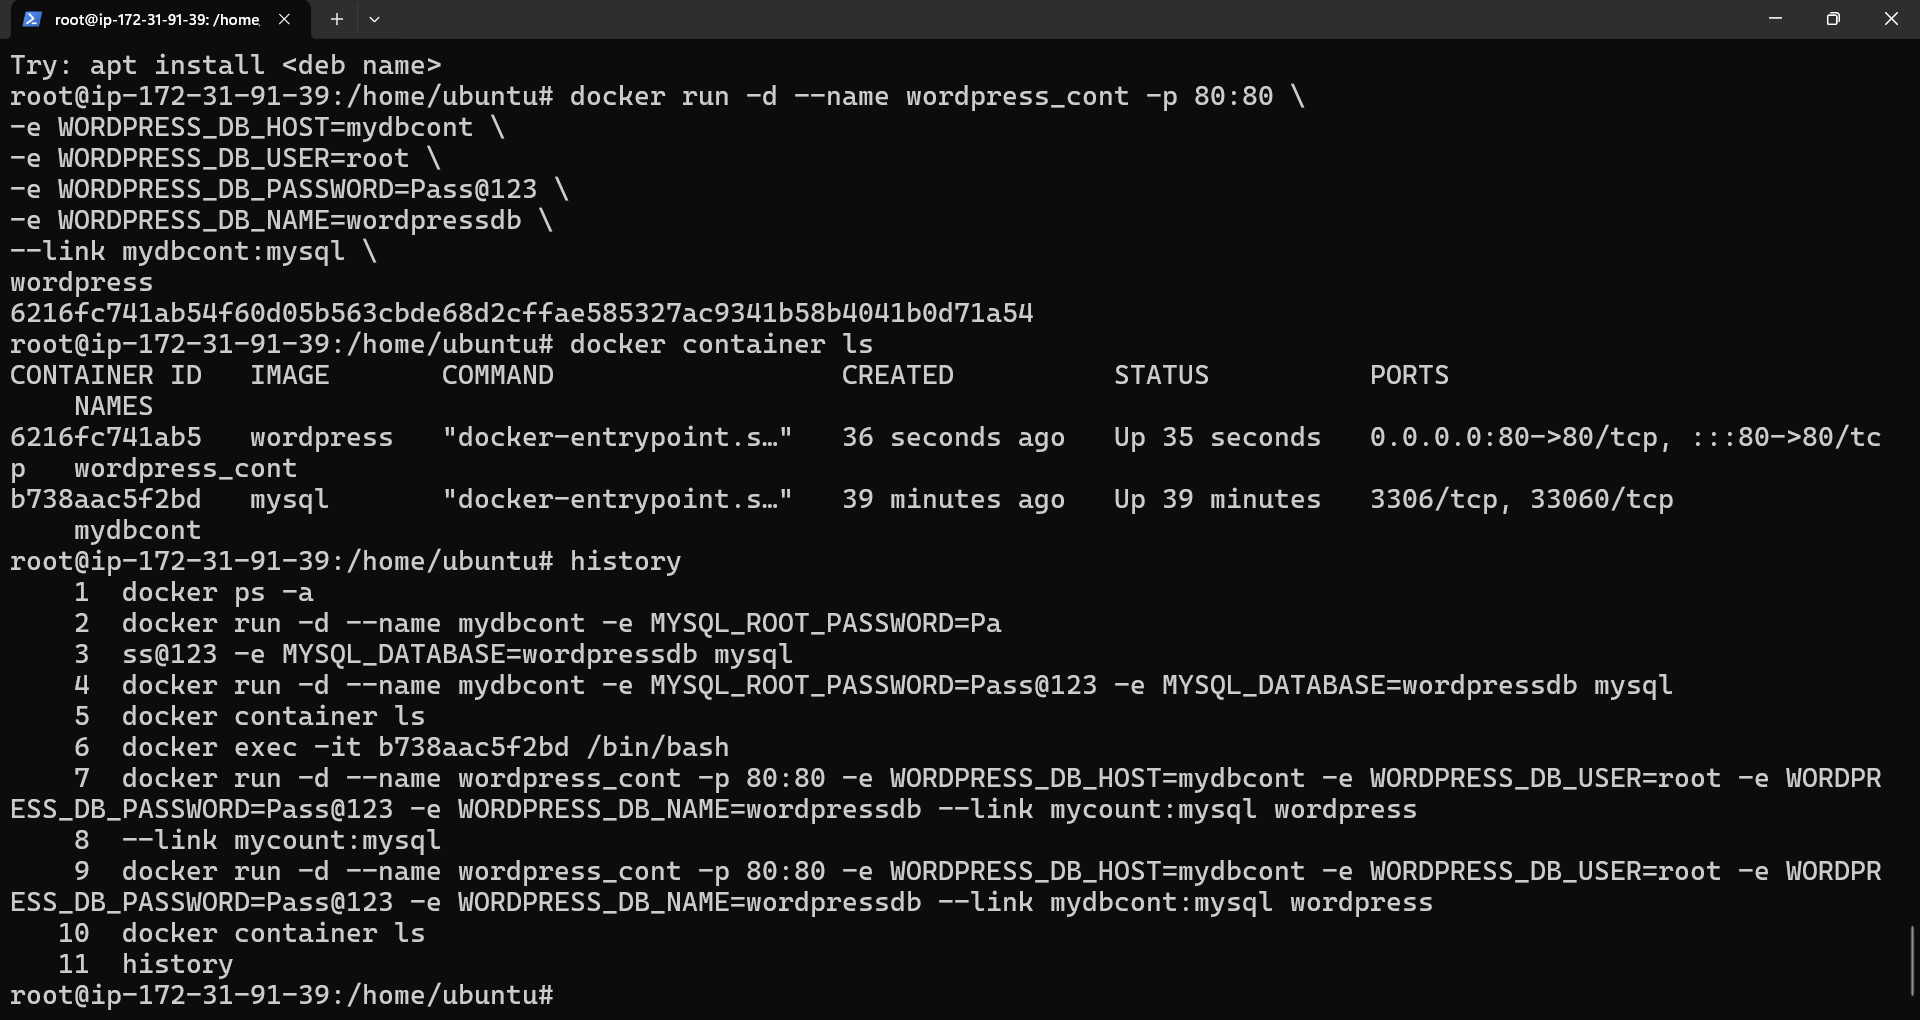 root@ip-172-31-91-39: /home
Try: apt install <deb name>
root@ip-172-31-91-39:/home/ubuntu# docker run -d --name wordpress_cont -p 80:80 \
-e WORDPRESS_DB_HOST=mydbcont \
-e WORDPRESS_DB_USER=root \
-e WORDPRESS_DB_PASSWORD=Pass@123 \
-e WORDPRESS_DB_NAME=wordpressdb \
--link mydbcont:mysql \
wordpress
6216fc741ab54f60d05b563cbde68d2cffae585327ac9341b58b4041b0d71a54
root@ip-172-31-91-39:/home/ubuntu# docker container ls
CONTAINER ID   IMAGE       COMMAND                  CREATED          STATUS          PORTS
    NAMES
6216fc741ab5   wordpress   "docker-entrypoint.s…"   36 seconds ago   Up 35 seconds   0.0.0.0:80->80/tcp, :::80->80/tc
p   wordpress_cont
b738aac5f2bd   mysql       "docker-entrypoint.s…"   39 minutes ago   Up 39 minutes   3306/tcp, 33060/tcp
    mydbcont
root@ip-172-31-91-39:/home/ubuntu# history
    1  docker ps -a
    2  docker run -d --name mydbcont -e MYSQL_ROOT_PASSWORD=Pa
    3  ss@123 -e MYSQL_DATABASE=wordpressdb mysql
    4  docker run -d --name mydbcont -e MYSQL_ROOT_PASSWORD=Pass@123 -e MYSQL_DATABASE=wordpressdb mysql
    5  docker container ls
    6  docker exec -it b738aac5f2bd /bin/bash
    7  docker run -d --name wordpress_cont -p 80:80 -e WORDPRESS_DB_HOST=mydbcont -e WORDPRESS_DB_USER=root -e WORDPR
ESS_DB_PASSWORD=Pass@123 -e WORDPRESS_DB_NAME=wordpressdb --link mycount:mysql wordpress
    8  --link mycount:mysql
    9  docker run -d --name wordpress_cont -p 80:80 -e WORDPRESS_DB_HOST=mydbcont -e WORDPRESS_DB_USER=root -e WORDPR
ESS_DB_PASSWORD=Pass@123 -e WORDPRESS_DB_NAME=wordpressdb --link mydbcont:mysql wordpress
   10  docker container ls
   11  history
root@ip-172-31-91-39:/home/ubuntu#